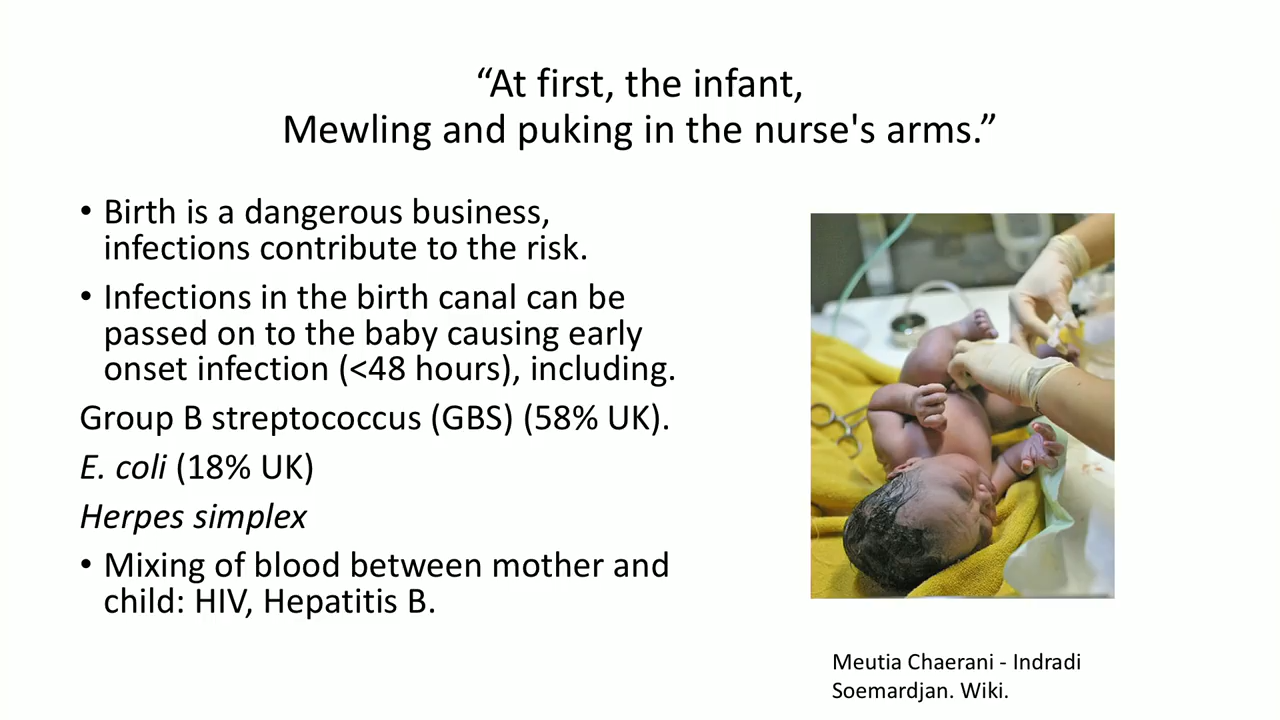 “At first, the infant,
Mewling and puking in the nurse's arms.”
• Birth is a dangerous business,
infections contribute to the risk.
• Infections in the birth canal can be
passed on to the baby causing early
onset infection (<48 hours), including.
Group B streptococcus (GBS) (58% UK).
E. coli (18% UK)
Herpes simplex
• Mixing of blood between mother and
child: HIV, Hepatitis B.
Meutia Chaerani - Indradi
Soemardjan. Wiki.